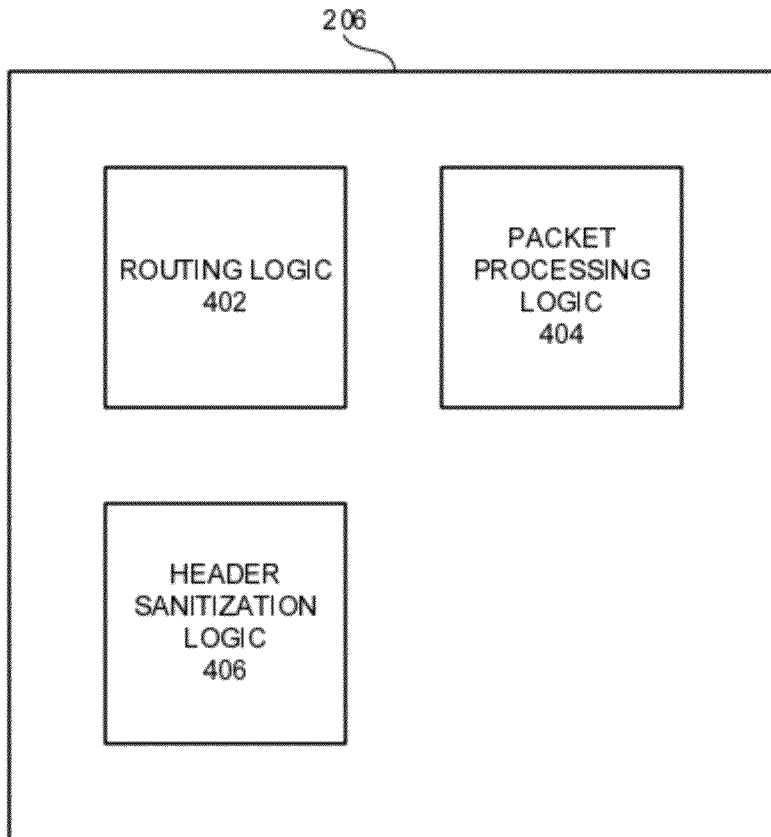 206
ROUTING LOGIC
402
PACKET
PROCESSING
LOGIC
404
HEADER
SANITIZATION
LOGIC
406